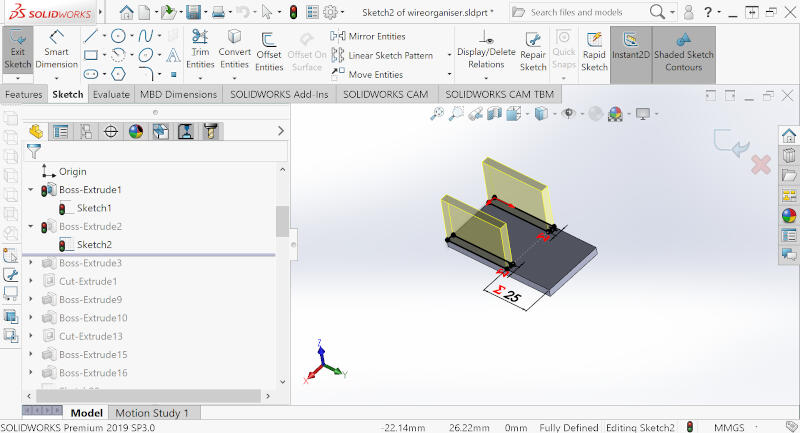 SOLIDWORKS
Sketch2 of wireorganiser.sldprt *
Search Commands
Exit Sketch
Smart Dimension
Trim Entities
Convert Entities
Offset Entities
Offset On Surface
Mirror Entities
Linear Sketch Pattern
Move Entities
Display/Delete Relations
Repair Sketch
Quick Snaps
Rapid Sketch
Instant2D
Shaded Sketch Contours
Features
Sketch
Evaluate
MBD Dimensions
SOLIDWORKS Add-Ins
SOLIDWORKS CAM
SOLIDWORKS CAM TBM
Origin
Boss-Extrude1
Sketch1
Boss-Extrude2
Sketch2
Boss-Extrude3
Cut-Extrude1
Boss-Extrude9
Boss-Extrude10
Cut-Extrude13
Boss-Extrude15
Boss-Extrude16
Σ 25
Z
X
Y
Model
Motion Study 1
SOLIDWORKS Premium 2019 SP3.0
-22.14mm
26.22mm
0mm
Fully Defined
Editing Sketch2
MMGS